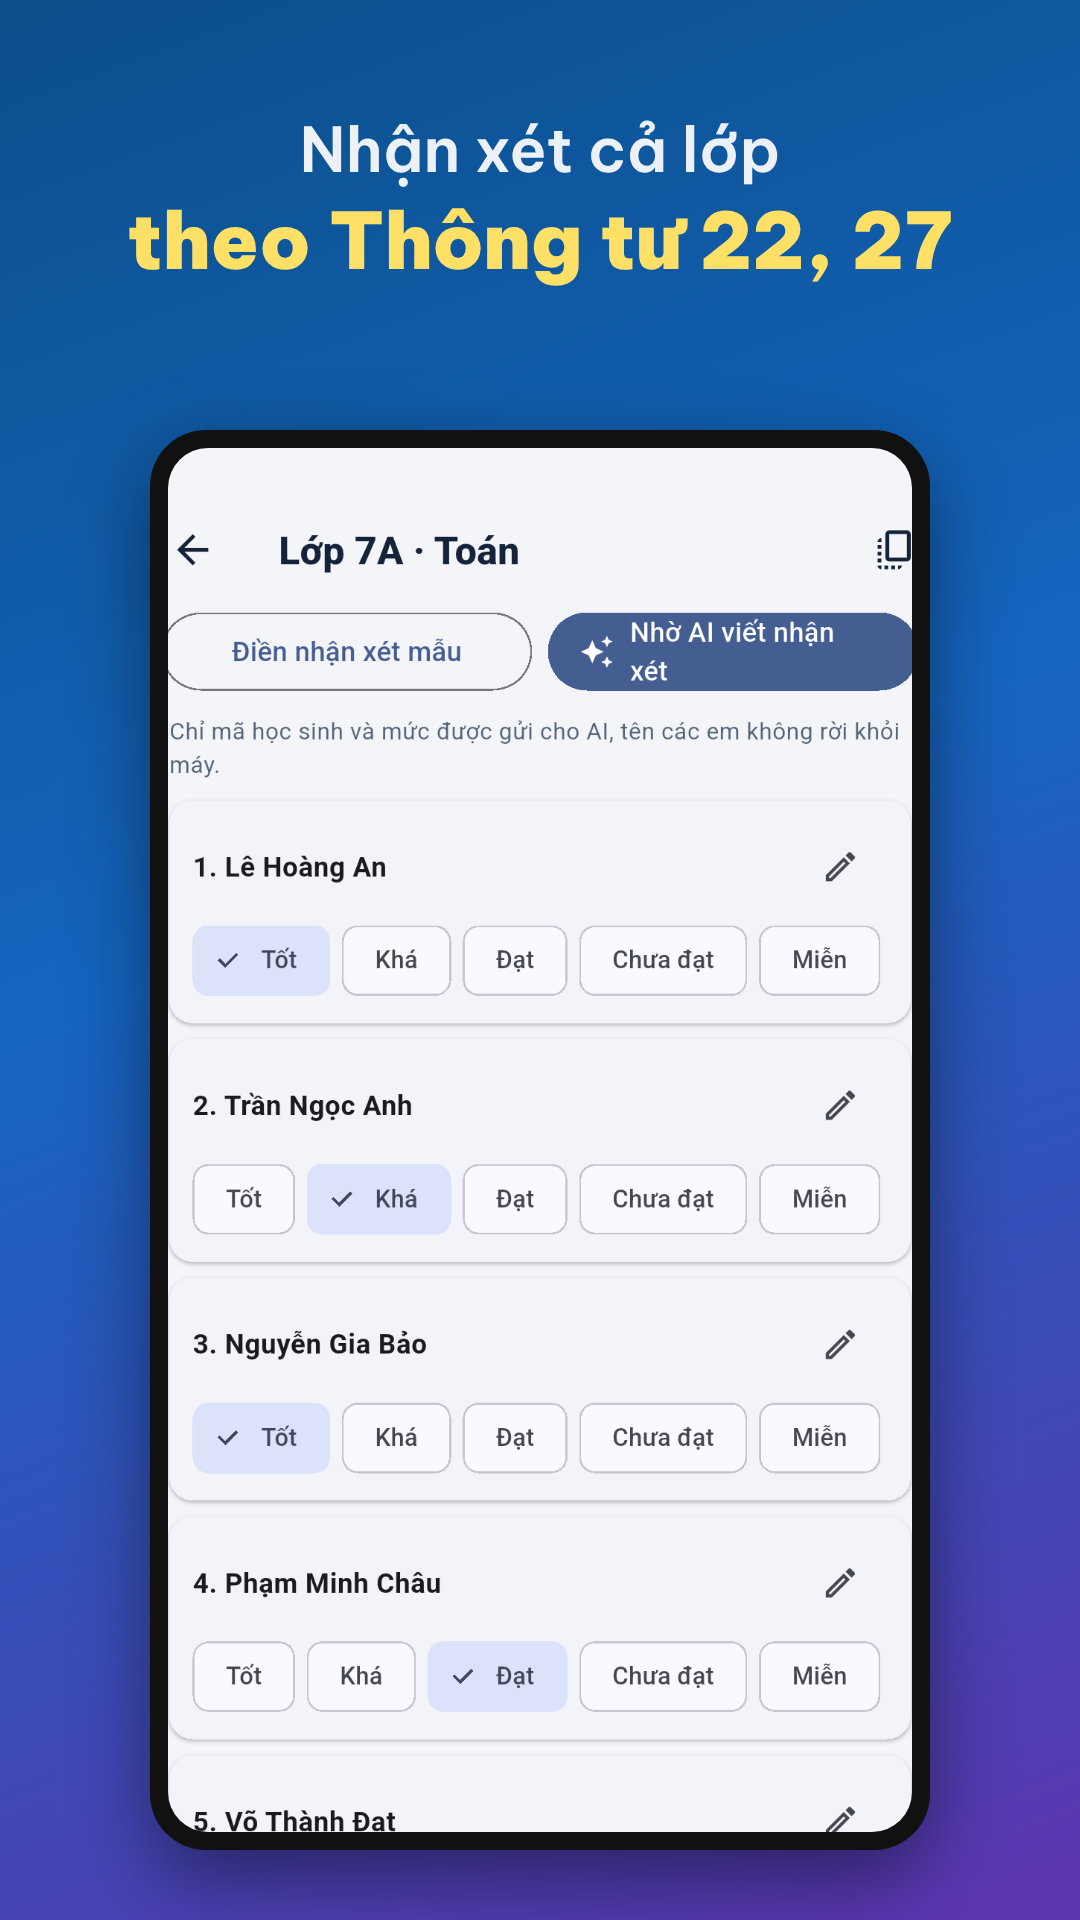 Nhận xét cả lớp
theo Thông tư 22, 27
Lớp 7A · Toán
Điền nhận xét mẫu
Nhờ AI viết nhận
xét
Chỉ mã học sinh và mức được gửi cho AI, tên các em không rời khỏi
máy.
1. Lê Hoàng An
Tốt Khá Đạt Chưa đạt Miễn
2. Trần Ngọc Anh
Tốt Khá Đạt Chưa đạt Miễn
3. Nguyễn Gia Bảo
Tốt Khá Đạt Chưa đạt Miễn
4. Phạm Minh Châu
Tốt Khá Đạt Chưa đạt Miễn
5. Võ Thành Đạt